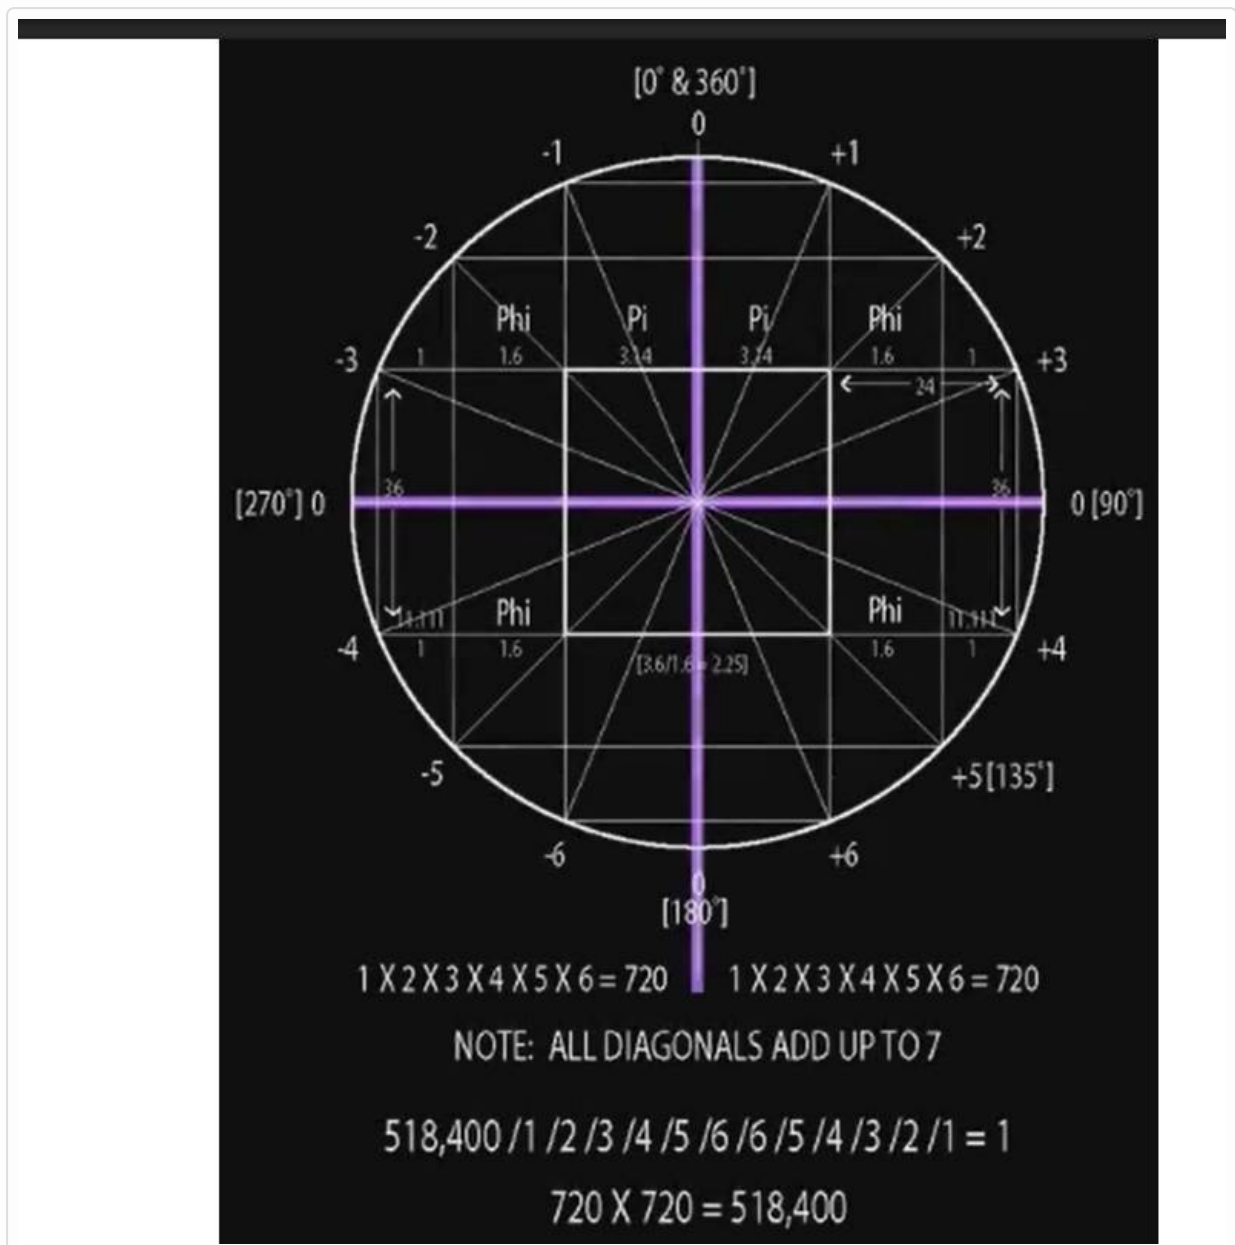 [0° & 360°]
0
-1 +1
-2 +2
Phi Pi Pi Phi
-3 1 1.6 3.14 3.14 1.6 1 +3
24
36 36
[270°] 0 0 [90°]
11.111 Phi Phi 11.111
-4 1 1.6 1.6 1 +4
[3.6/1.6 = 2.25]
-5 +5 [135°]
-6 +6
0
[180°]
1 X 2 X 3 X 4 X 5 X 6 = 720 1 X 2 X 3 X 4 X 5 X 6 = 720
NOTE: ALL DIAGONALS ADD UP TO 7
518,400 /1 /2 /3 /4 /5 /6 /6 /5 /4 /3 /2 /1 = 1
720 X 720 = 518,400